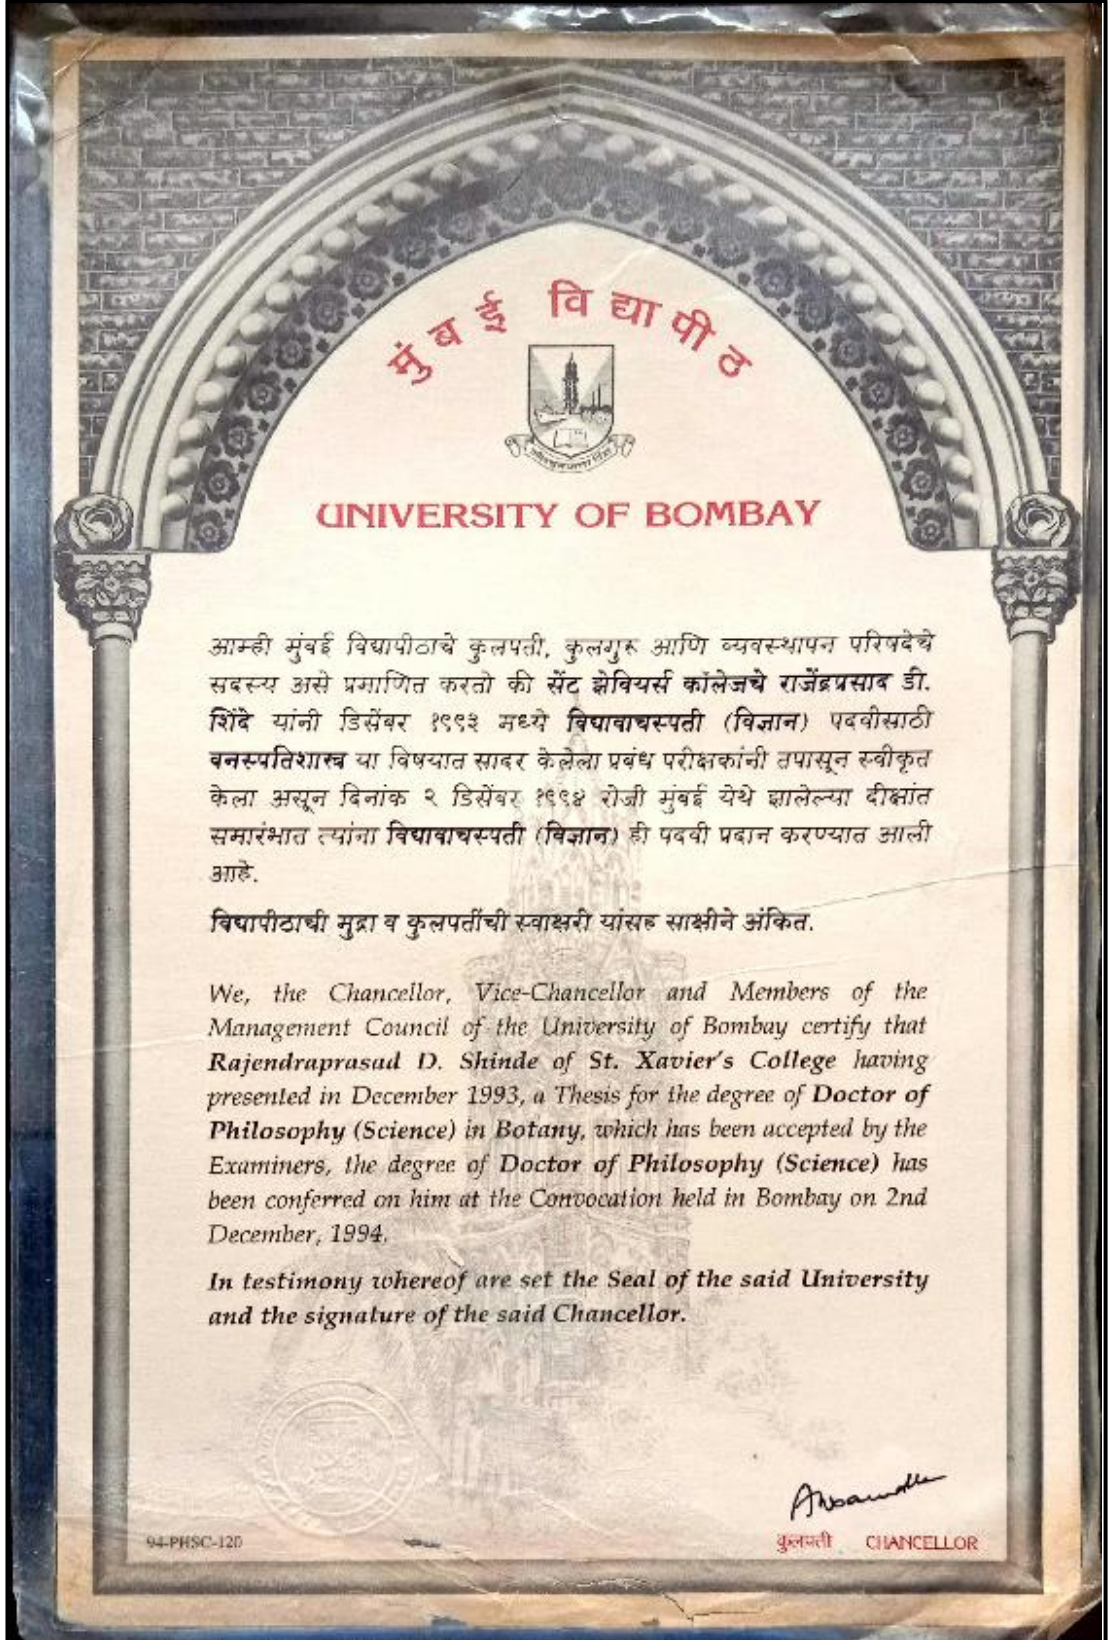 मुंबई विद्यापीठ
UNIVERSITY OF BOMBAY
आम्ही मुंबई विद्यापीठाचे कुलपती, कुलगुरू आणि व्यवस्थापन परिषदेचे
सदस्य असे प्रमाणित करतो की सेंट झेवियर्स कॉलेजचे राजेंद्रप्रसाद डी.
शिंदे यांनी डिसेंबर १९९३ मध्ये विद्यावाचस्पती (विज्ञान) पदवीसाठी
वनस्पतिशास्त्र या विषयात सादर केलेला प्रबंध परीक्षकांनी तपासून स्वीकृत
केला असून दिनांक २ डिसेंबर, १९९४ रोजी मुंबई येथे झालेल्या दीक्षांत
समारंभात त्यांना विद्यावाचस्पती (विज्ञान) ही पदवी प्रदान करण्यात आली
आहे.
विद्यापीठाची मुद्रा व कुलपतींची स्वाक्षरी यांसह साक्षीने अंकित.
We, the Chancellor, Vice-Chancellor and Members of the
Management Council of the University of Bombay certify that
Rajendraprasad D. Shinde of St. Xavier's College having
presented in December 1993, a Thesis for the degree of Doctor of
Philosophy (Science) in Botany, which has been accepted by the
Examiners, the degree of Doctor of Philosophy (Science) has
been conferred on him at the Convocation held in Bombay on 2nd
December, 1994.
In testimony whereof are set the Seal of the said University
and the signature of the said Chancellor.
94-PHSC-120
कुलपती CHANCELLOR